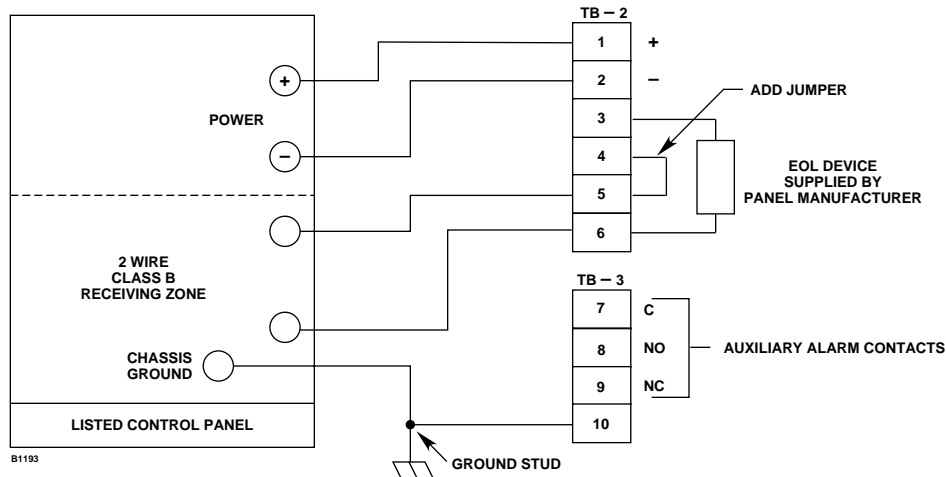 TB – 2
1 +
+
2 –
ADD JUMPER
3
POWER
–
4
EOL DEVICE
SUPPLIED BY
PANEL MANUFACTURER
5
6
2 WIRE
CLASS B
RECEIVING ZONE
TB – 3
7 C
8 NO
AUXILIARY ALARM CONTACTS
9 NC
CHASSIS
GROUND
10
LISTED CONTROL PANEL
B1193
GROUND STUD